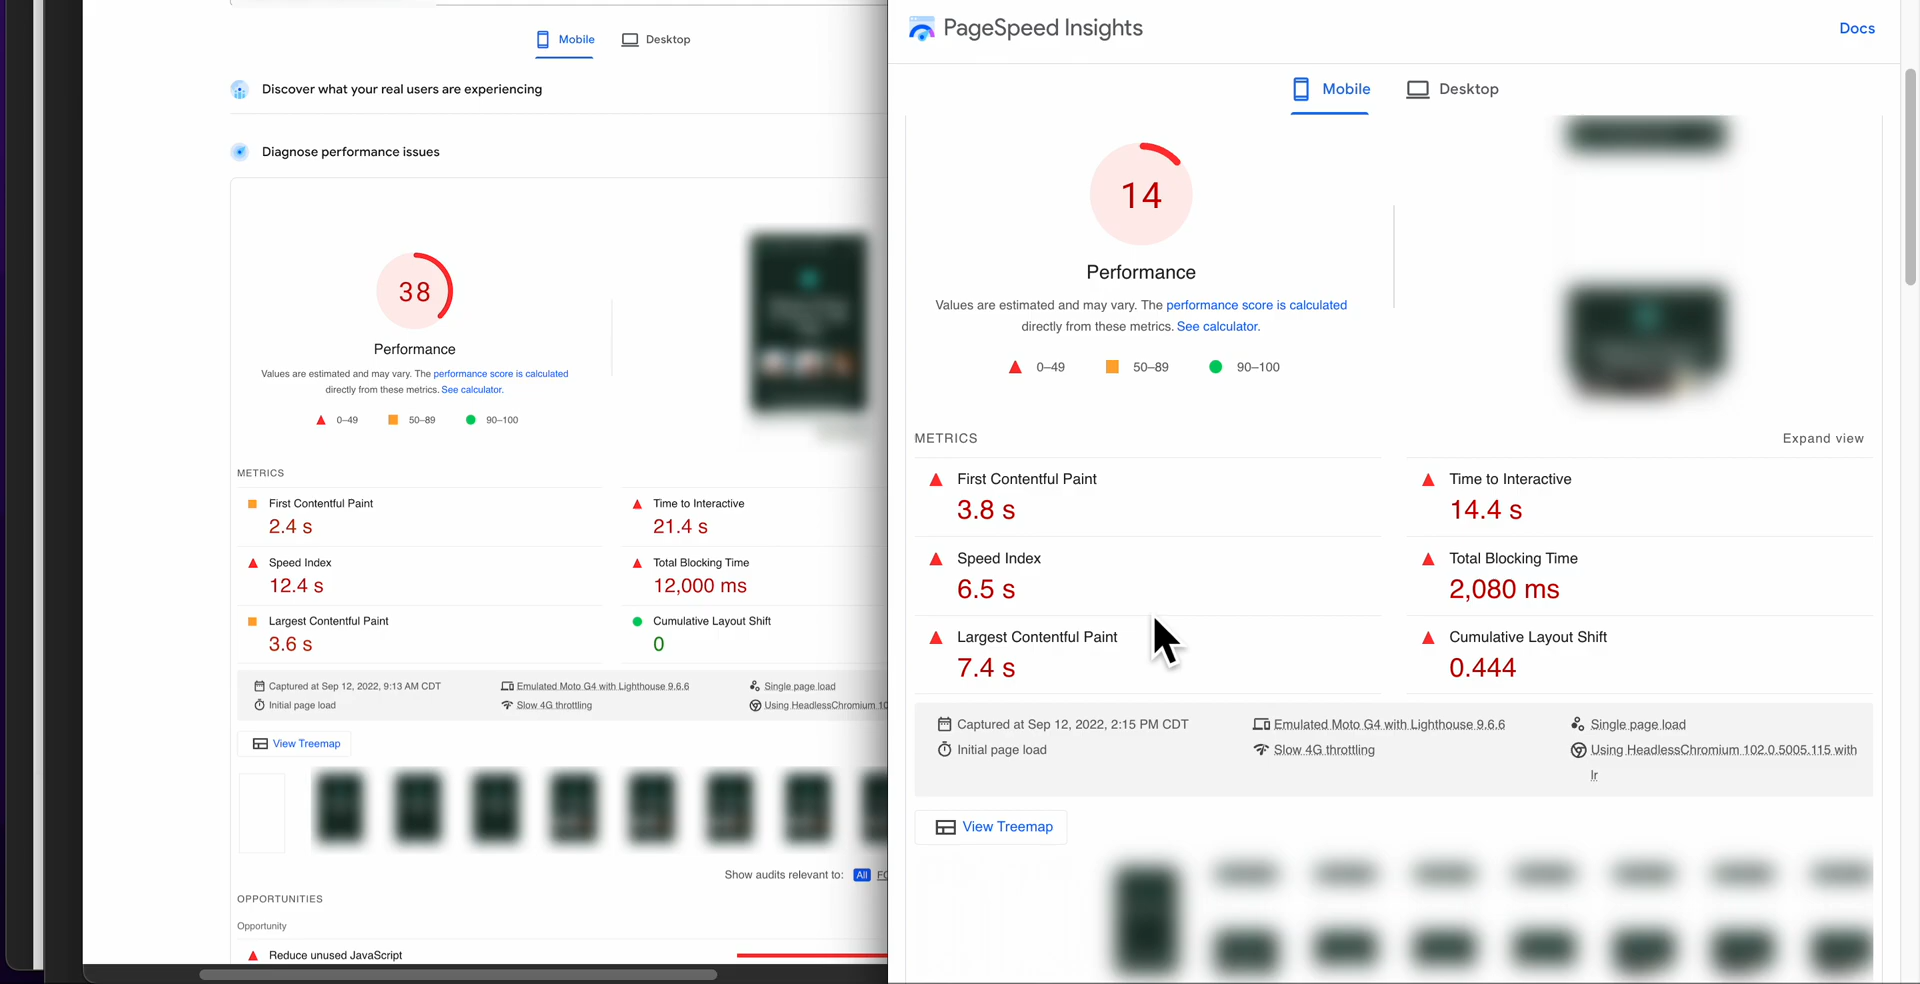 Mobile
Desktop
Discover what your real users are experiencing
Diagnose performance issues
38
Performance
Values are estimated and may vary. The performance score is calculated
directly from these metrics. See calculator.
0–49
50–89
90–100
METRICS
First Contentful Paint
2.4 s
Time to Interactive
21.4 s
Speed Index
12.4 s
Total Blocking Time
12,000 ms
Largest Contentful Paint
3.6 s
Cumulative Layout Shift
0
Captured at Sep 12, 2022, 9:13 AM CDT
Emulated Moto G4 with Lighthouse 9.6.6
Single page load
Initial page load
Slow 4G throttling
Using HeadlessChromium 10
View Treemap
Show audits relevant to: All
OPPORTUNITIES
Opportunity
Reduce unused JavaScript
PageSpeed Insights
Docs
Mobile
Desktop
14
Performance
Values are estimated and may vary. The performance score is calculated
directly from these metrics. See calculator.
0–49
50–89
90–100
METRICS
Expand view
First Contentful Paint
3.8 s
Time to Interactive
14.4 s
Speed Index
6.5 s
Total Blocking Time
2,080 ms
Largest Contentful Paint
7.4 s
Cumulative Layout Shift
0.444
Captured at Sep 12, 2022, 2:15 PM CDT
Emulated Moto G4 with Lighthouse 9.6.6
Single page load
Initial page load
Slow 4G throttling
Using HeadlessChromium 102.0.5005.115 with
lr
View Treemap